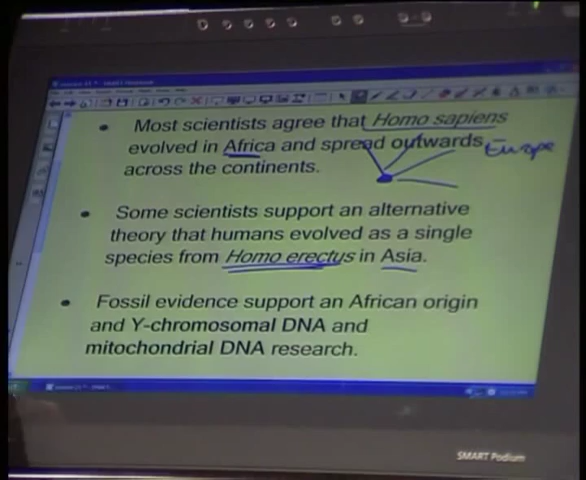 • Most scientists agree that Homo sapiens
evolved in Africa and spread outwards Europe
across the continents.
• Some scientists support an alternative
theory that humans evolved as a single
species from Homo erectus in Asia.
• Fossil evidence support an African origin
and Y-chromosomal DNA and
mitochondrial DNA research.
SMART Podium